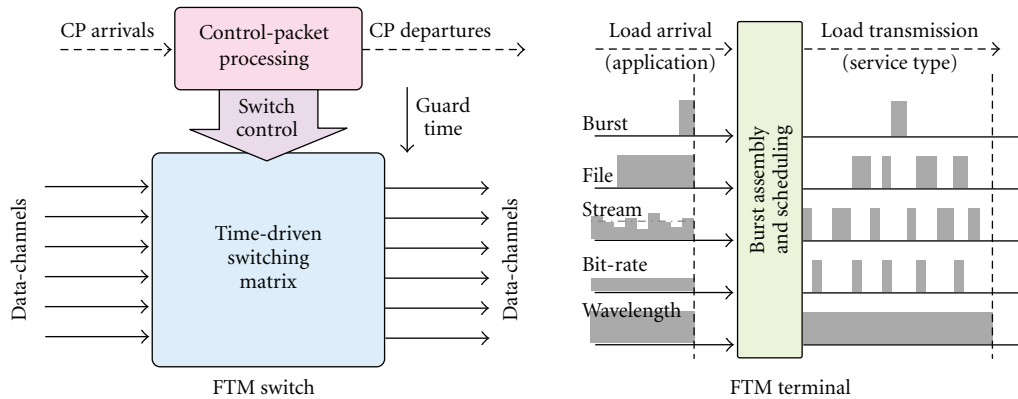 CP arrivals
Control-packet
processing
CP departures
Switch
control
Guard
time
Data-channels
Time-driven
switching
matrix
Data-channels
FTM switch
Load arrival
(application)
Load transmission
(service type)
Burst
File
Stream
Bit-rate
Wavelength
Burst assembly
and scheduling
FTM terminal